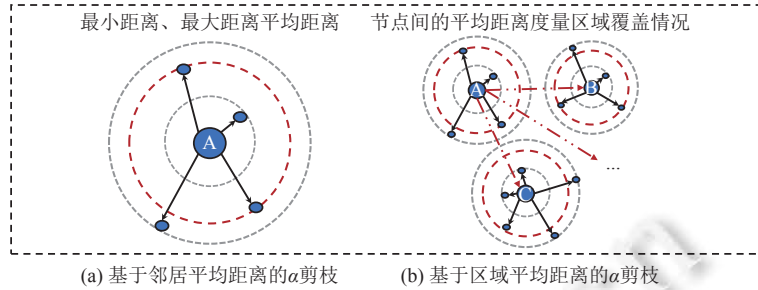 最小距离、最大距离平均距离
节点间的平均距离度量区域覆盖情况
A
A
B
C
...
(a) 基于邻居平均距离的α剪枝
(b) 基于区域平均距离的α剪枝